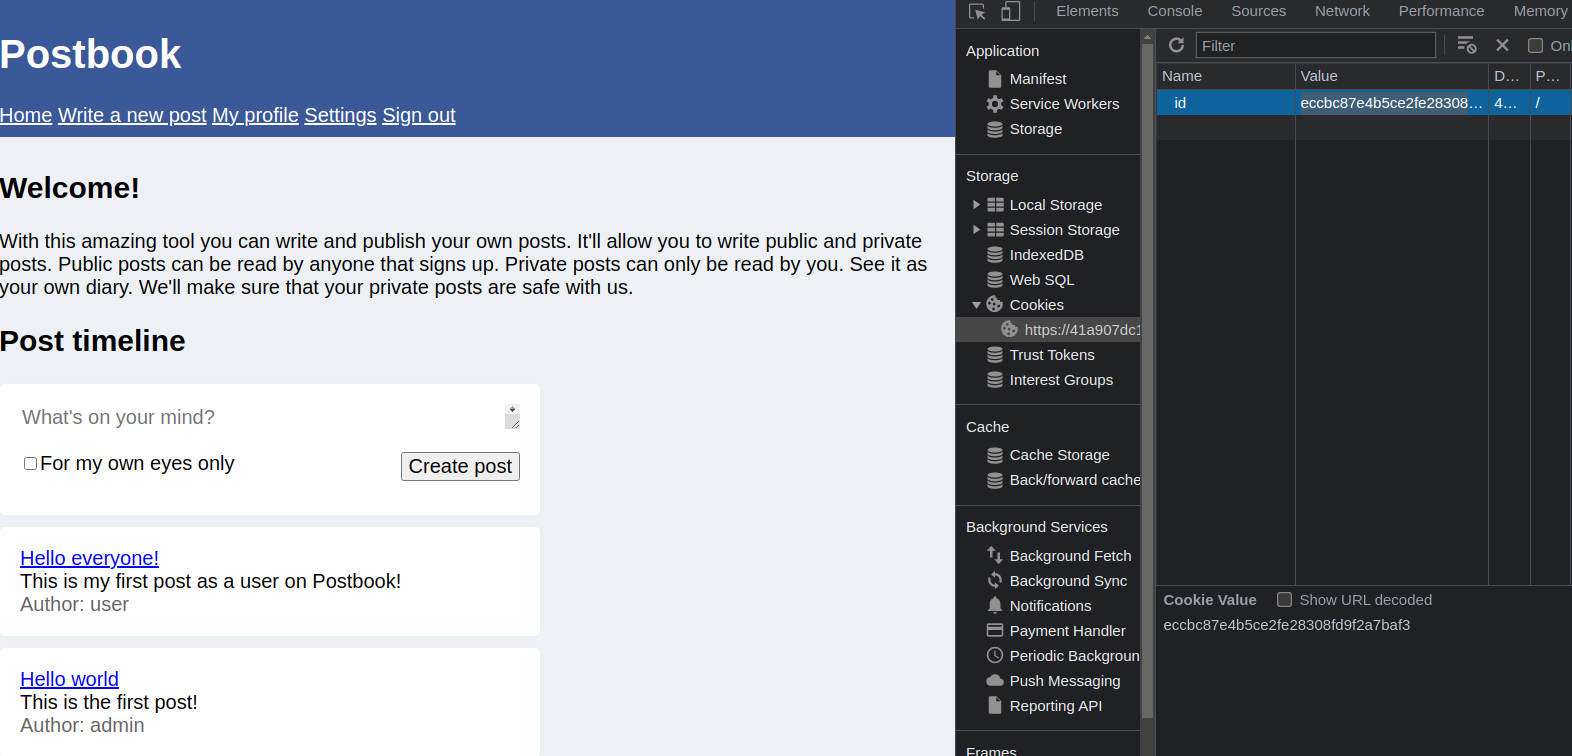 Postbook
Home Write a new post My profile Settings Sign out
Welcome!
With this amazing tool you can write and publish your own posts. It'll allow you to write public and private
posts. Public posts can be read by anyone that signs up. Private posts can only be read by you. See it as
your own diary. We'll make sure that your private posts are safe with us.
Post timeline
What's on your mind?
For my own eyes only
Create post
Hello everyone!
This is my first post as a user on Postbook!
Author: user
Hello world
This is the first post!
Author: admin
Elements Console Sources Network Performance Memory
Application
Manifest
Service Workers
Storage
Storage
Local Storage
Session Storage
IndexedDB
Web SQL
Cookies
https://41a907dc1
Trust Tokens
Interest Groups
Cache
Cache Storage
Back/forward cache
Background Services
Background Fetch
Background Sync
Notifications
Payment Handler
Periodic Backgroun
Push Messaging
Reporting API
Frames
Filter
Onl
Name Value D... P...
id eccbc87e4b5ce2fe28308... 4... /
Cookie Value Show URL decoded
eccbc87e4b5ce2fe28308fd9f2a7baf3